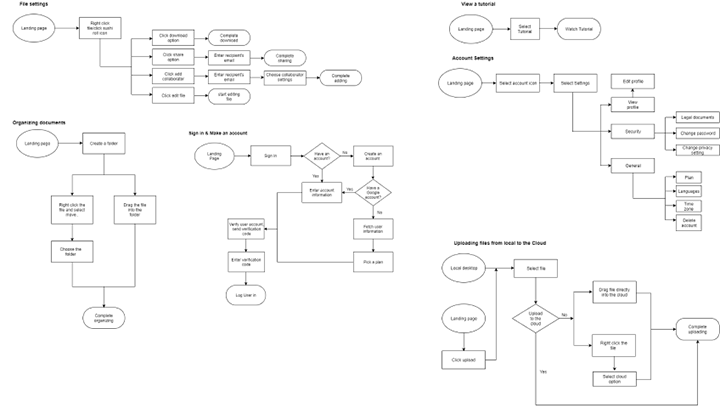 File settings
Landing page
Right click
Click download
option
Complete
download
Click share
option
Enter recipient's
email
Complete
sharing
Click add
collaborator
Enter recipient's
email
Choose collaborator
settings
Complete
adding
Click edit file
start editing
file
View a tutorial
Landing page
Select
Tutorial
Watch Tutorial
Account Settings
Landing page
Select account icon
Select Settings
Edit profile
View
profile
Security
Legal documents
Change password
Change privacy
setting
General
Plan
Languages
Time
zone
Delete
account
Organizing documents
Landing page
Create a folder
Right click the
file and select
move.
Drag the file
into the
folder
Choose the
folder
Complete
organizing
Sign in & Make an account
Landing
Page
Sign in
Have an
account?
No
Create an
account
Yes
Enter account
information
Yes
Have a
Google
account?
No
Fetch user
information
Pick a plan
Verify user account,
send verification
code
Enter verification
code
Log User in
Uploading files from local to the Cloud
Local desktop
Select file
Landing page
Click upload
Upload
to the
cloud
No
Yes
Drag file directly
into the cloud
Right click the
file
Select cloud
option
Complete
uploading